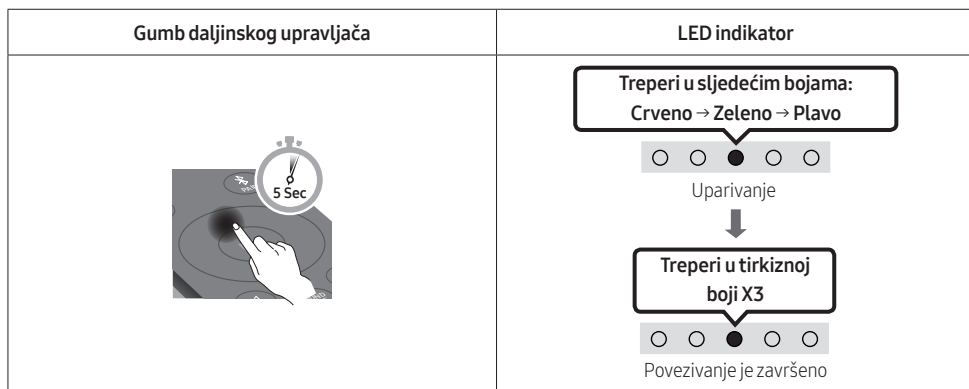 Gumb daljinskog upravljača
LED indikator
5 Sec
Treperi u sljedećim bojama:
Crveno → Zeleno → Plavo
Uparivanje
Treperi u tirkiznoj
boji X3
Povezivanje je završeno